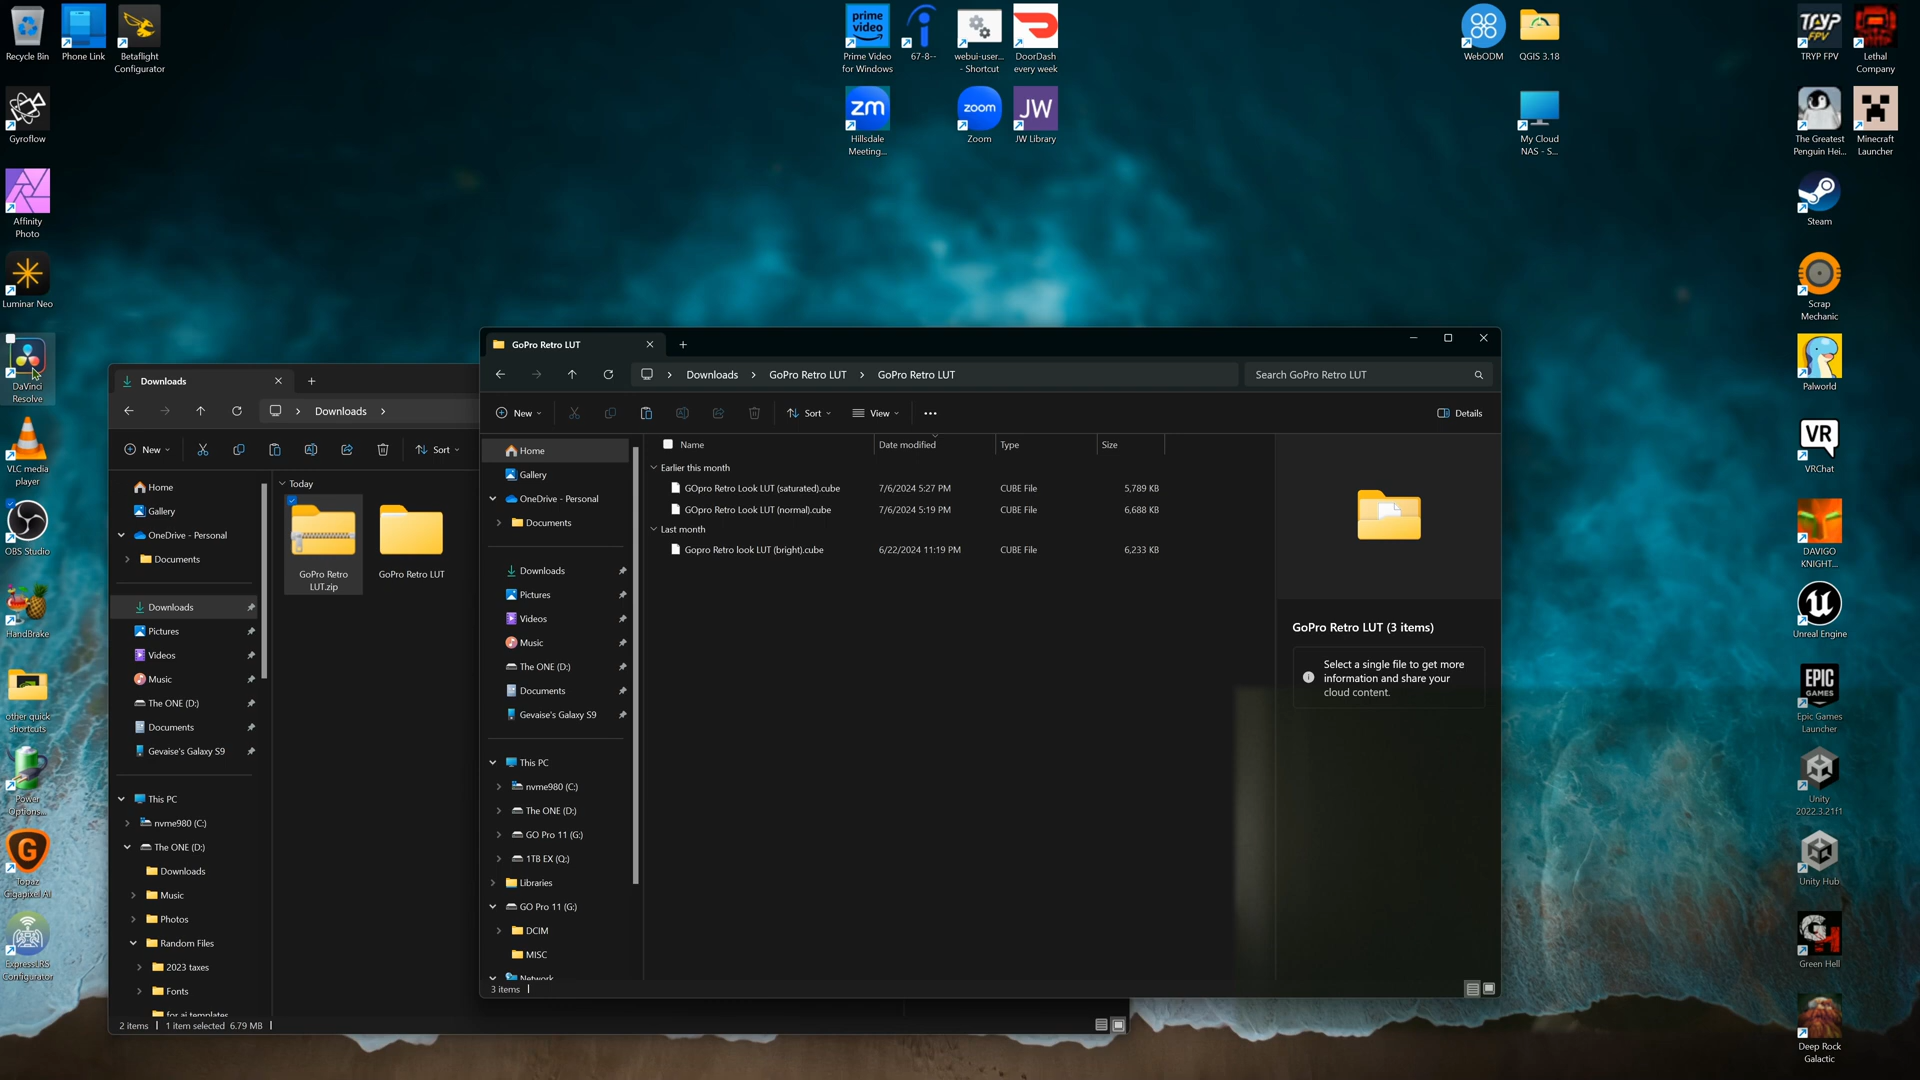 Recycle Bin
Phone Link
Betaflight
Configurator
prime
video
Prime Video
for Windows
67-8--
webui-user...
- Shortcut
DoorDash
every week
WebODM
QGIS 3.18
TRYP
FPV
TRYP FPV
Lethal
Company
Gyroflow
zm
Hillsdale
Meeting...
zoom
Zoom
JW
JW Library
My Cloud
NAS - S...
The Greatest
Penguin Hei...
Minecraft
Launcher
Affinity
Photo
Steam
Luminar Neo
Scrap
Mechanic
DaVinci
Resolve
Palworld
VLC media
player
VR
VRChat
OBS Studio
DAVIGO
KNIGHT...
HandBrake
Unreal Engine
other quick
shortcuts
EPIC
GAMES
Epic Games
Launcher
Power
Options...
Unity
2022.3.21f1
Topaz
Gigapixel AI
Unity Hub
ExpressLRS
Configurator
Green Hell
Deep Rock
Galactic
Downloads
Downloads
New
Sort
Home
Gallery
OneDrive - Personal
Documents
Downloads
Pictures
Videos
Music
The ONE (D:)
Documents
Gevaise's Galaxy S9
This PC
nvme980 (C:)
The ONE (D:)
Downloads
Music
Photos
Random Files
2023 taxes
Fonts
for ai templates
Today
GoPro Retro
LUT.zip
GoPro Retro LUT
2 items
1 item selected 6.79 MB
GoPro Retro LUT
Downloads
GoPro Retro LUT
GoPro Retro LUT
Search GoPro Retro LUT
New
Sort
View
Details
Home
Gallery
OneDrive - Personal
Documents
Downloads
Pictures
Videos
Music
The ONE (D:)
Documents
Gevaise's Galaxy S9
This PC
nvme980 (C:)
The ONE (D:)
GO Pro 11 (G:)
1TB EX (Q:)
Libraries
GO Pro 11 (G:)
DCIM
MISC
Network
Name Date modified Type Size
Earlier this month
GOpro Retro Look LUT (saturated).cube 7/6/2024 5:27 PM CUBE File 5,789 KB
GOpro Retro Look LUT (normal).cube 7/6/2024 5:19 PM CUBE File 6,688 KB
Last month
Gopro Retro look LUT (bright).cube 6/22/2024 11:19 PM CUBE File 6,233 KB
GoPro Retro LUT (3 items)
Select a single file to get more
information and share your
cloud content.
3 items